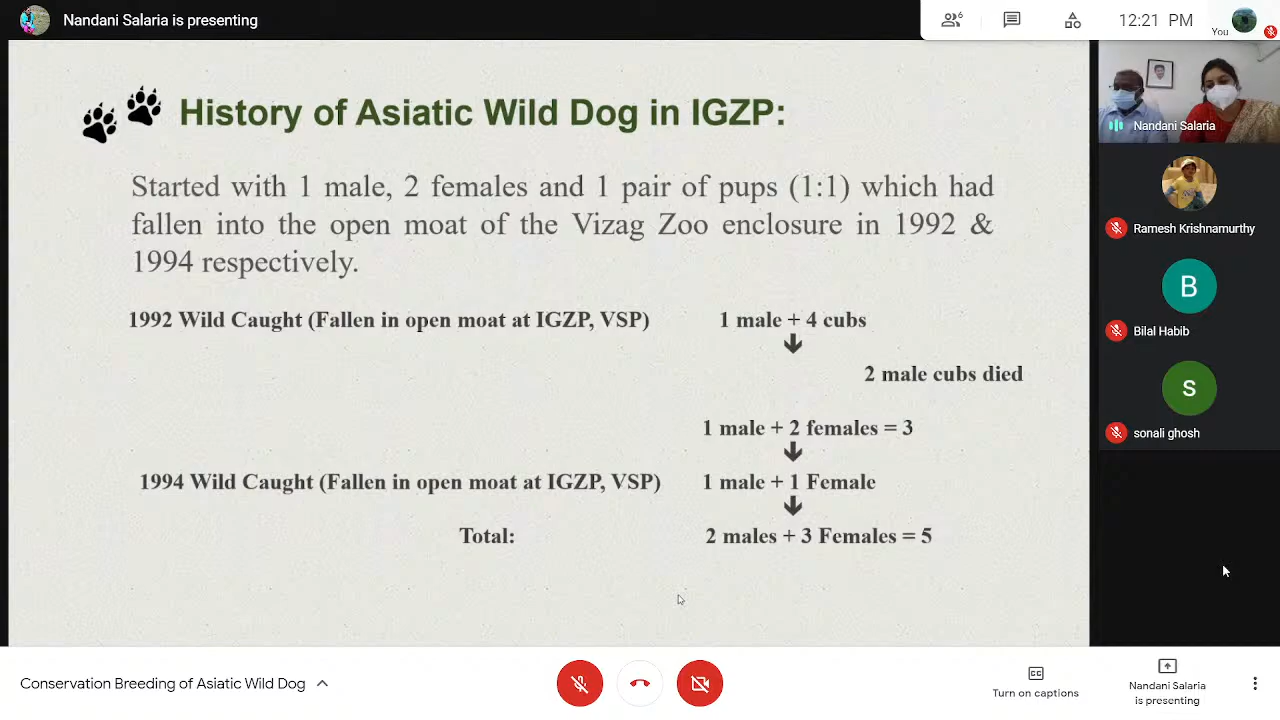 Nandani Salaria is presenting
6
12:21 PM
You
History of Asiatic Wild Dog in IGZP:
Started with 1 male, 2 females and 1 pair of pups (1:1) which had
fallen into the open moat of the Vizag Zoo enclosure in 1992 &
1994 respectively.
1992 Wild Caught (Fallen in open moat at IGZP, VSP) 1 male + 4 cubs
2 male cubs died
1 male + 2 females = 3
1994 Wild Caught (Fallen in open moat at IGZP, VSP) 1 male + 1 Female
Total: 2 males + 3 Females = 5
Nandani Salaria
Ramesh Krishnamurthy
B
Bilal Habib
S
sonali ghosh
Conservation Breeding of Asiatic Wild Dog
CC
Turn on captions
Nandani Salaria
is presenting